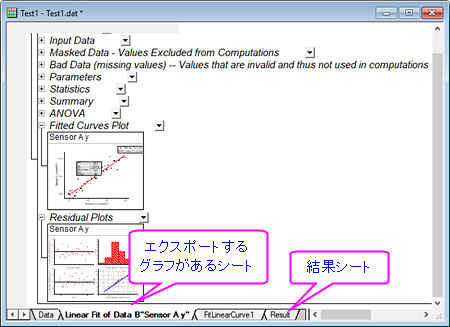 Test1 - Test1.dat *
Input Data
Masked Data - Values Excluded from Computations
Bad Data (missing values) -- Values that are invalid and thus not used in computations
Parameters
Statistics
Summary
ANOVA
Fitted Curves Plot
Sensor A y
Residual Plots
Sensor A y
エクスポートする
グラフがあるシート
結果シート
Data
Linear Fit of Data B"Sensor A y"
FitLinearCurve1
Result